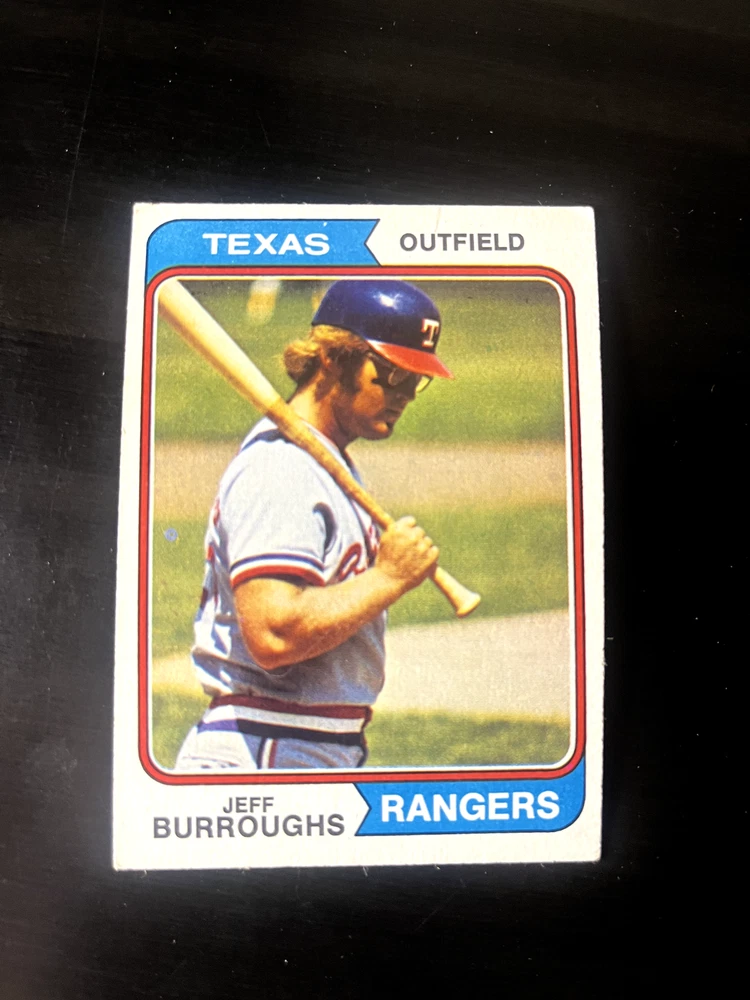 TEXAS
OUTFIELD
T
JEFF
BURROUGHS
RANGERS